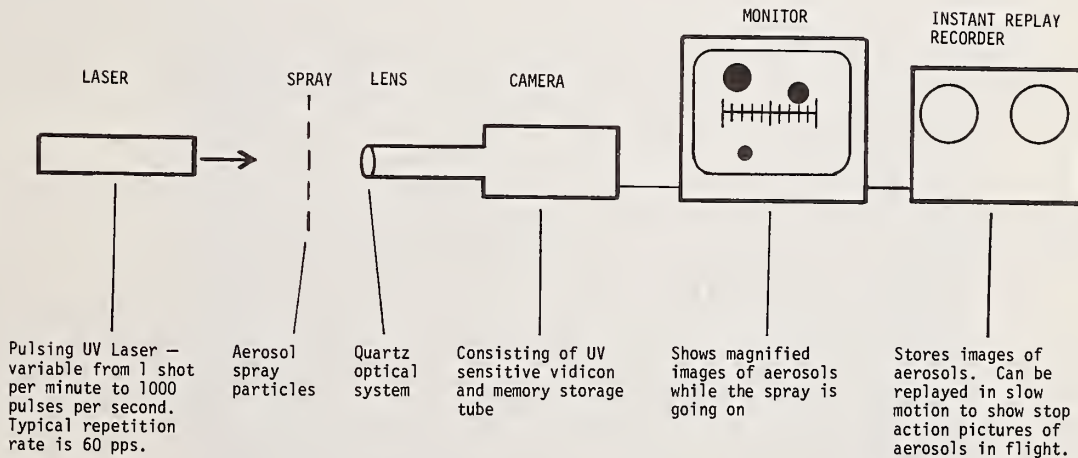 LASER
SPRAY
LENS
CAMERA
MONITOR
INSTANT REPLAY
RECORDER
Pulsing UV Laser —
variable from 1 shot
per minute to 1000
pulses per second.
Typical repetition
rate is 60 pps.
Aerosol
spray
particles
Quartz
optical
system
Consisting of UV
sensitive vidicon
and memory storage
tube
Shows magnified
images of aerosols
while the spray is
going on
Stores images of
aerosols. Can be
replayed in slow
motion to show stop
action pictures of
aerosols in flight.